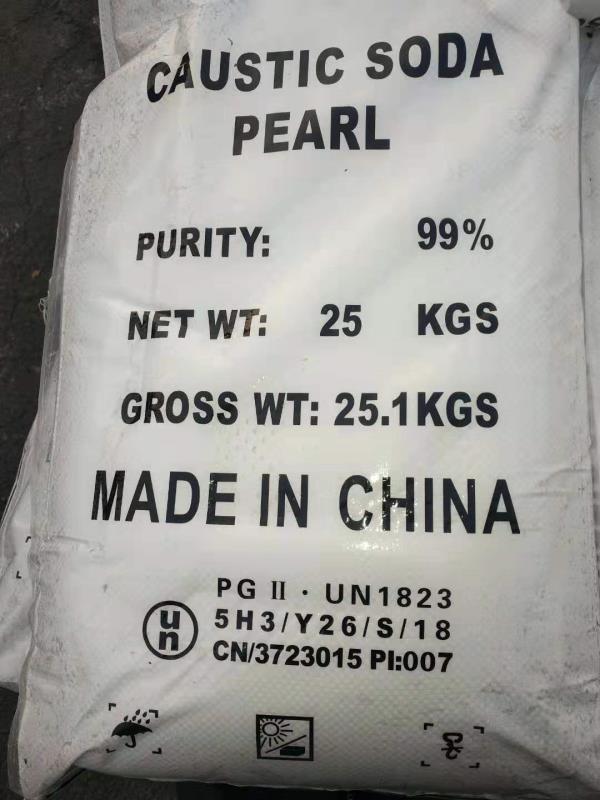 CAUSTIC SODA
PEARL
PURITY: 99%
NET WT: 25 KGS
GROSS WT: 25.1KGS
MADE IN CHINA
PG II · UN1823
un 5H3/Y26/S/18
CN/3723015 PI:007